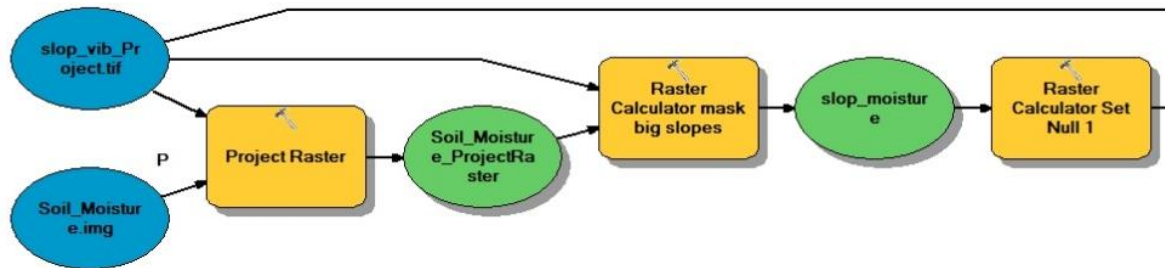 slop_vib_Pr
oject.tif
P
Soil_Moistur
e.img
Project Raster
Soil_Moistur
e_ProjectRa
ster
Raster
Calculator mask
big slopes
slop_moistur
e
Raster
Calculator Set
Null 1